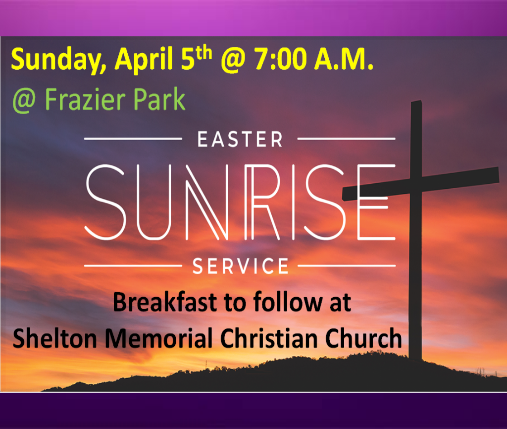 Sunday, April 5th @ 7:00 A.M.
@ Frazier Park
EASTER
SUNRISE
SERVICE
Breakfast to follow at
Shelton Memorial Christian Church